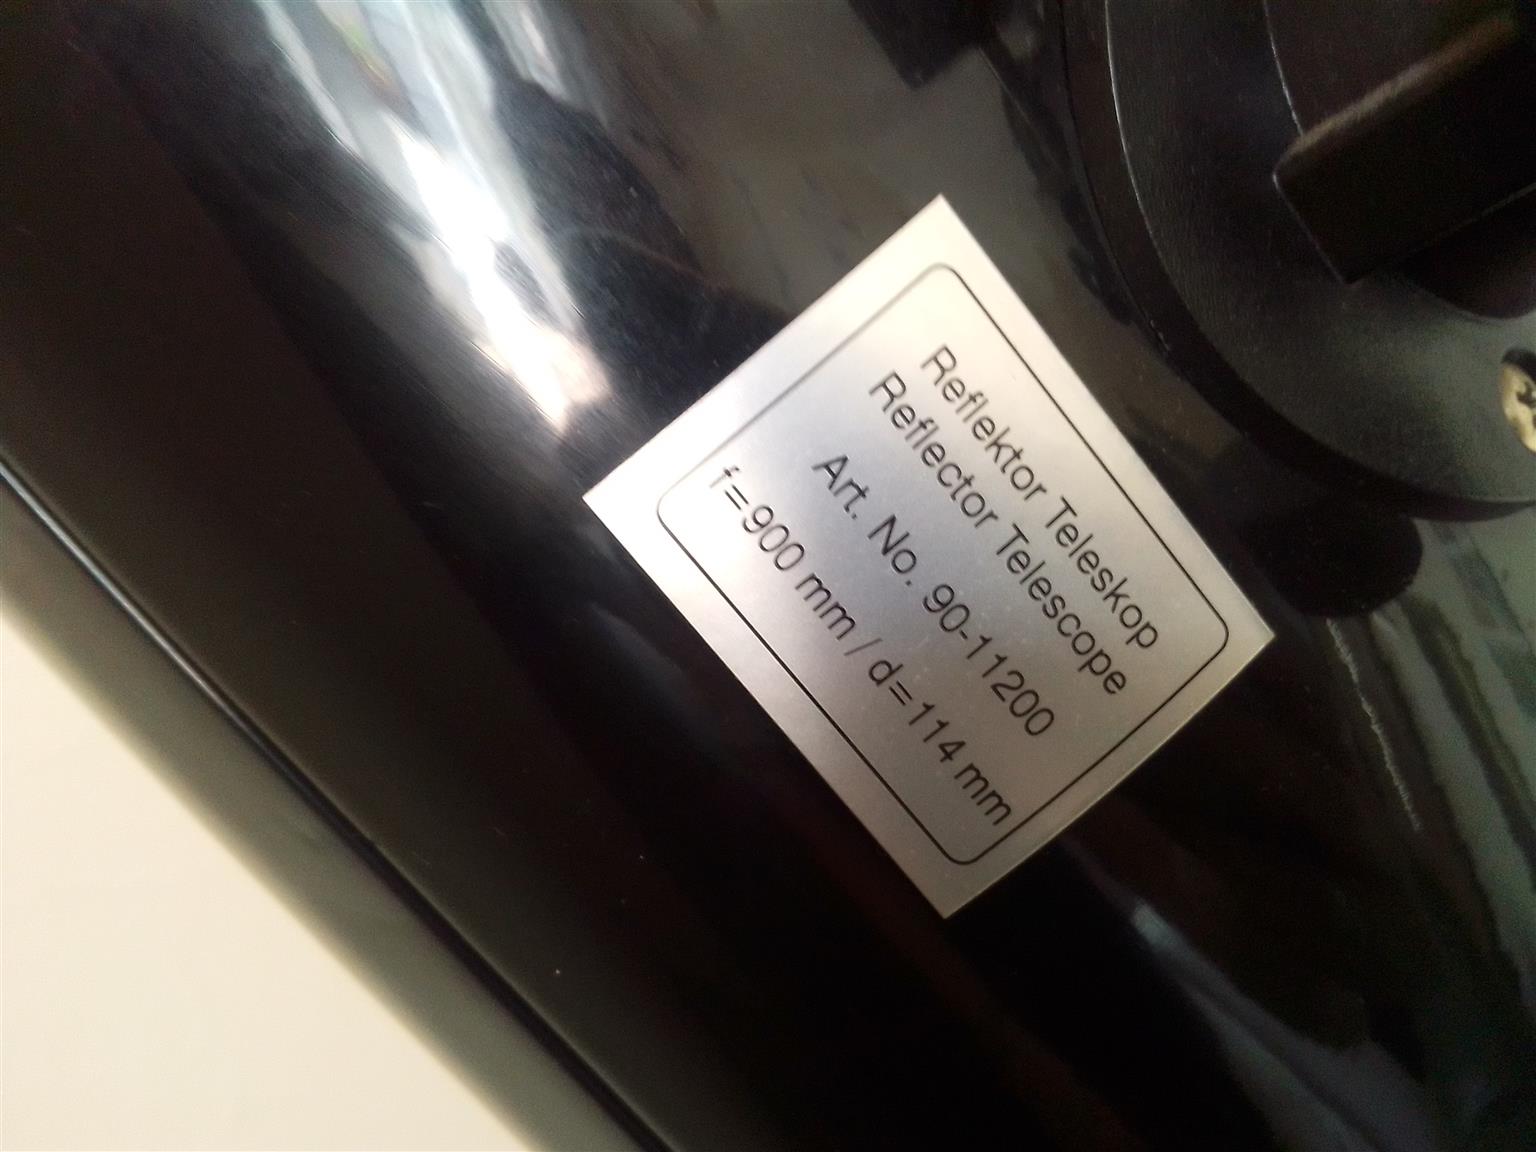 Reflektor Teleskop
Reflector Telescope
Art. No. 90-11200
f=900 mm / d=114 mm